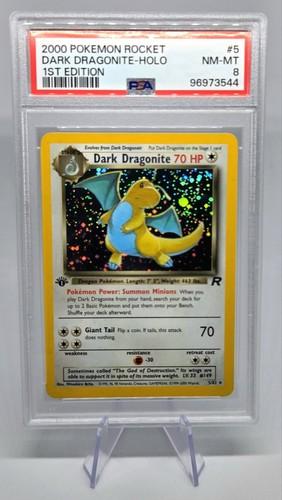 2000 POKEMON ROCKET #5
DARK DRAGONITE-HOLO NM-MT
1ST EDITION PSA 8
96973544
Evolves from Dark Dragonair Put Dark Dragonite on the Stage 1 card
Dark Dragonite 70 HP
Dragon Pokémon Length: 7' 3", Weight: 463 lbs.
1
EDITION
R
Pokémon Power: Summon Minions When you
play Dark Dragonite from your hand, search your deck for
up to 2 Basic Pokémon and put them onto your Bench.
Shuffle your deck afterward.
Giant Tail Flip a coin. If tails, this attack
does nothing. 70
weakness resistance retreat cost
-30
Sometimes called "The God of Destruction." Its wings are
able to support it in spite of its massive weight. LV. 33 #149
5/82 ★